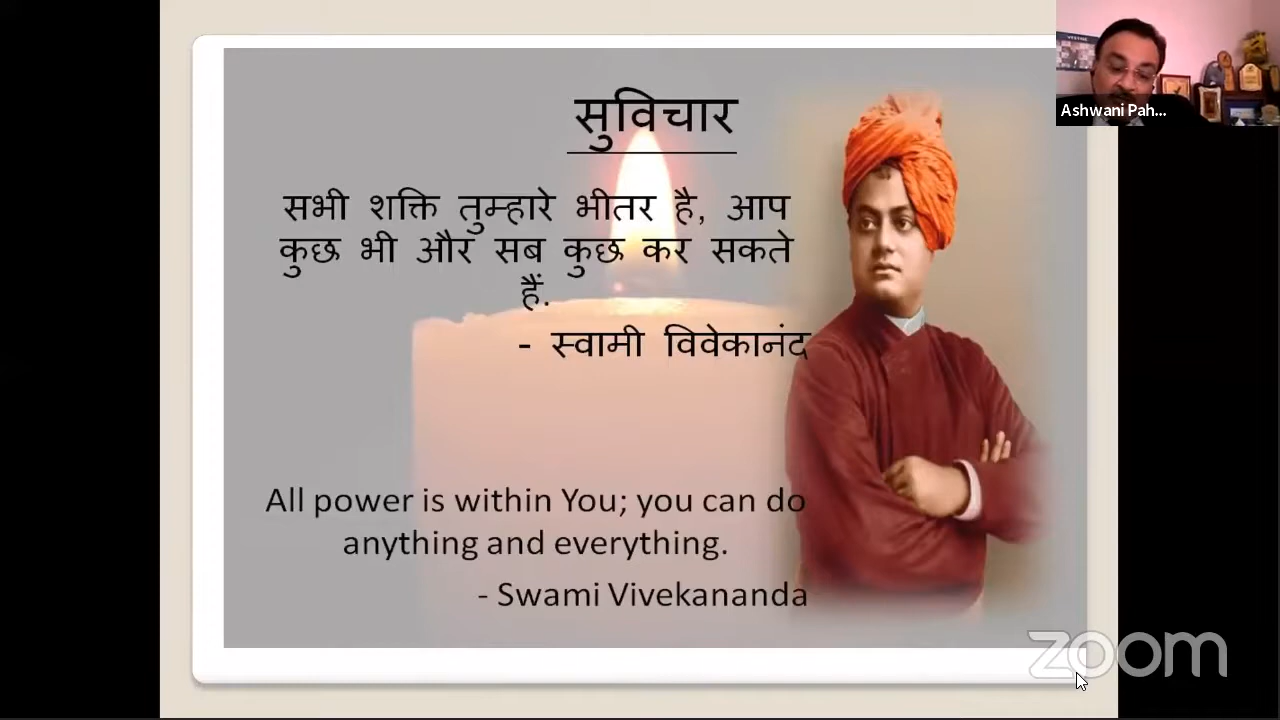 सुविचार
सभी शक्ति तुम्हारे भीतर है, आप
कुछ भी और सब कुछ कर सकते
हैं.
- स्वामी विवेकानंद
All power is within You; you can do
anything and everything.
- Swami Vivekananda
Ashwani Pah...
zoom